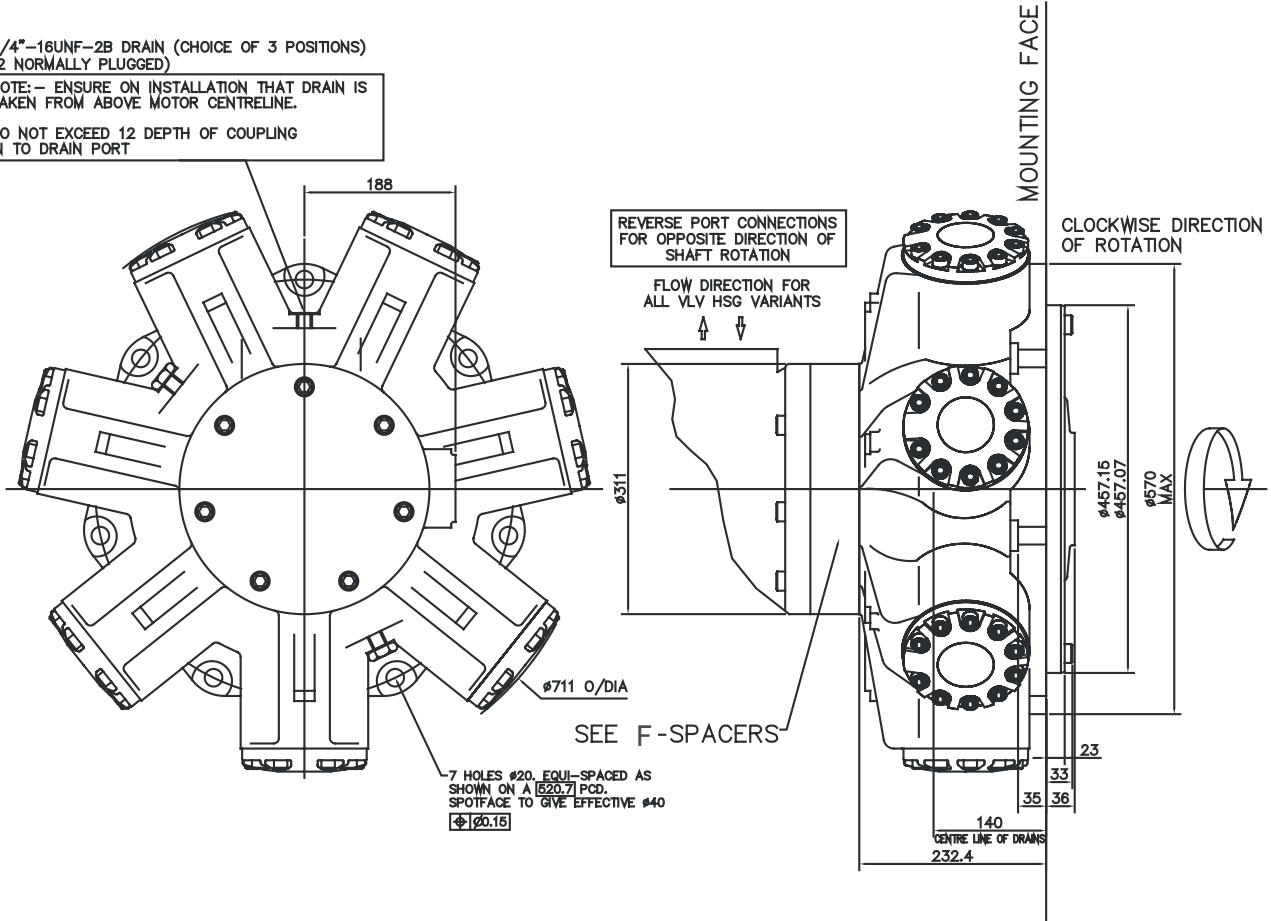 /4"-16UNF-2B DRAIN (CHOICE OF 3 POSITIONS)
2 NORMALLY PLUGGED)
OTE:- ENSURE ON INSTALLATION THAT DRAIN IS
AKEN FROM ABOVE MOTOR CENTRELINE.
O NOT EXCEED 12 DEPTH OF COUPLING
N TO DRAIN PORT
188
REVERSE PORT CONNECTIONS
FOR OPPOSITE DIRECTION OF
SHAFT ROTATION
FLOW DIRECTION FOR
ALL VLV HSG VARIANTS
MOUNTING FACE
CLOCKWISE DIRECTION
OF ROTATION
ø311
ø457.15
ø457.07
ø570
MAX
ø711 O/DIA
SEE F-SPACERS
7 HOLES ø20. EQUI-SPACED AS
SHOWN ON A 520.7 PCD.
SPOTFACE TO GIVE EFFECTIVE ø40
⌖ ø0.15
23
33
35 36
140
CENTRE LINE OF DRAINS
232.4